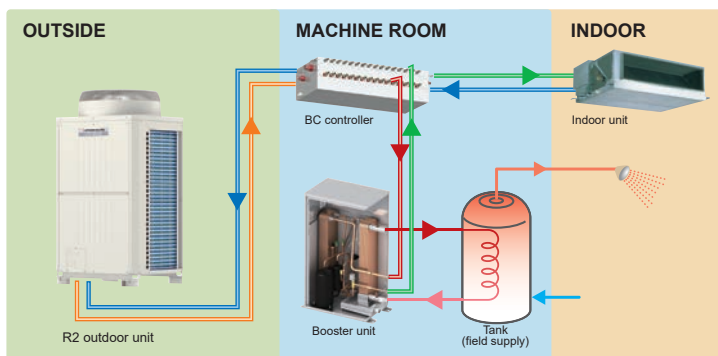 OUTSIDE
MACHINE ROOM
INDOOR
BC controller
Indoor unit
R2 outdoor unit
Booster unit
Tank
(field supply)